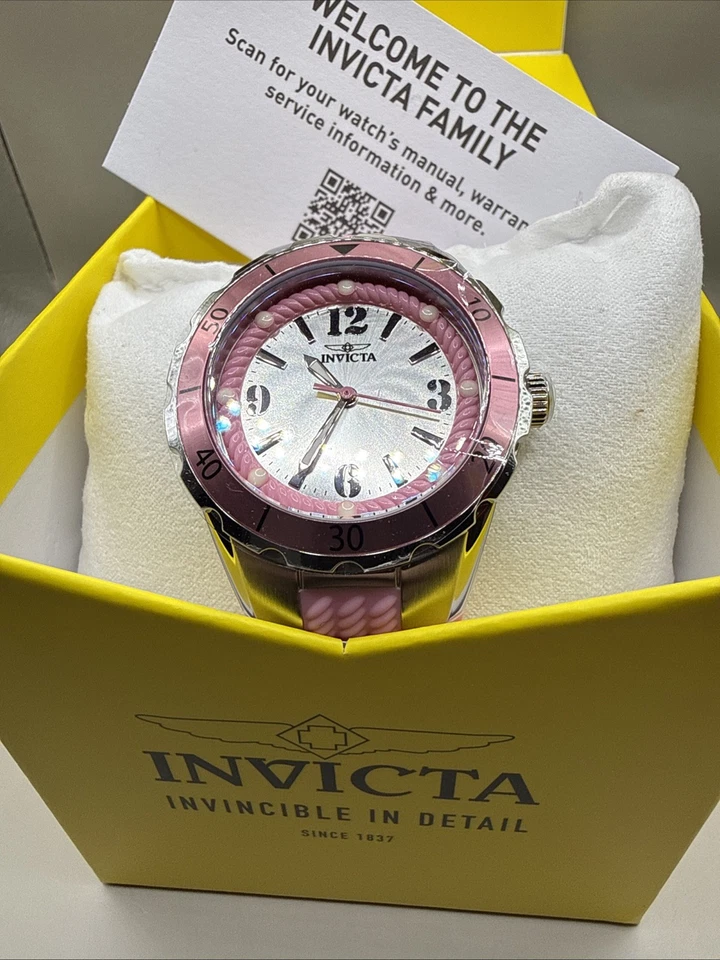 WELCOME TO THE
INVICTA FAMILY
Scan for your watch's manual, warran
service information & more.
50
10
12
INVICTA
9
3
6
40
30
INVICTA
INVINCIBLE IN DETAIL
SINCE 1837